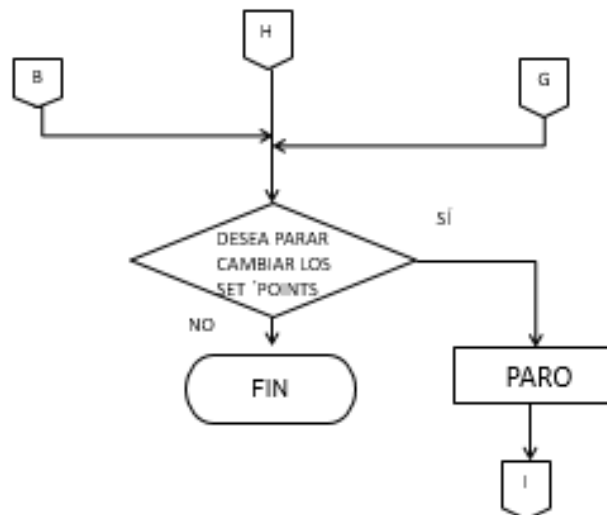 H
B
G
SÍ
DESEA PARAR
CAMBIAR LOS
SET ´POINTS
NO
FIN
PARO
I